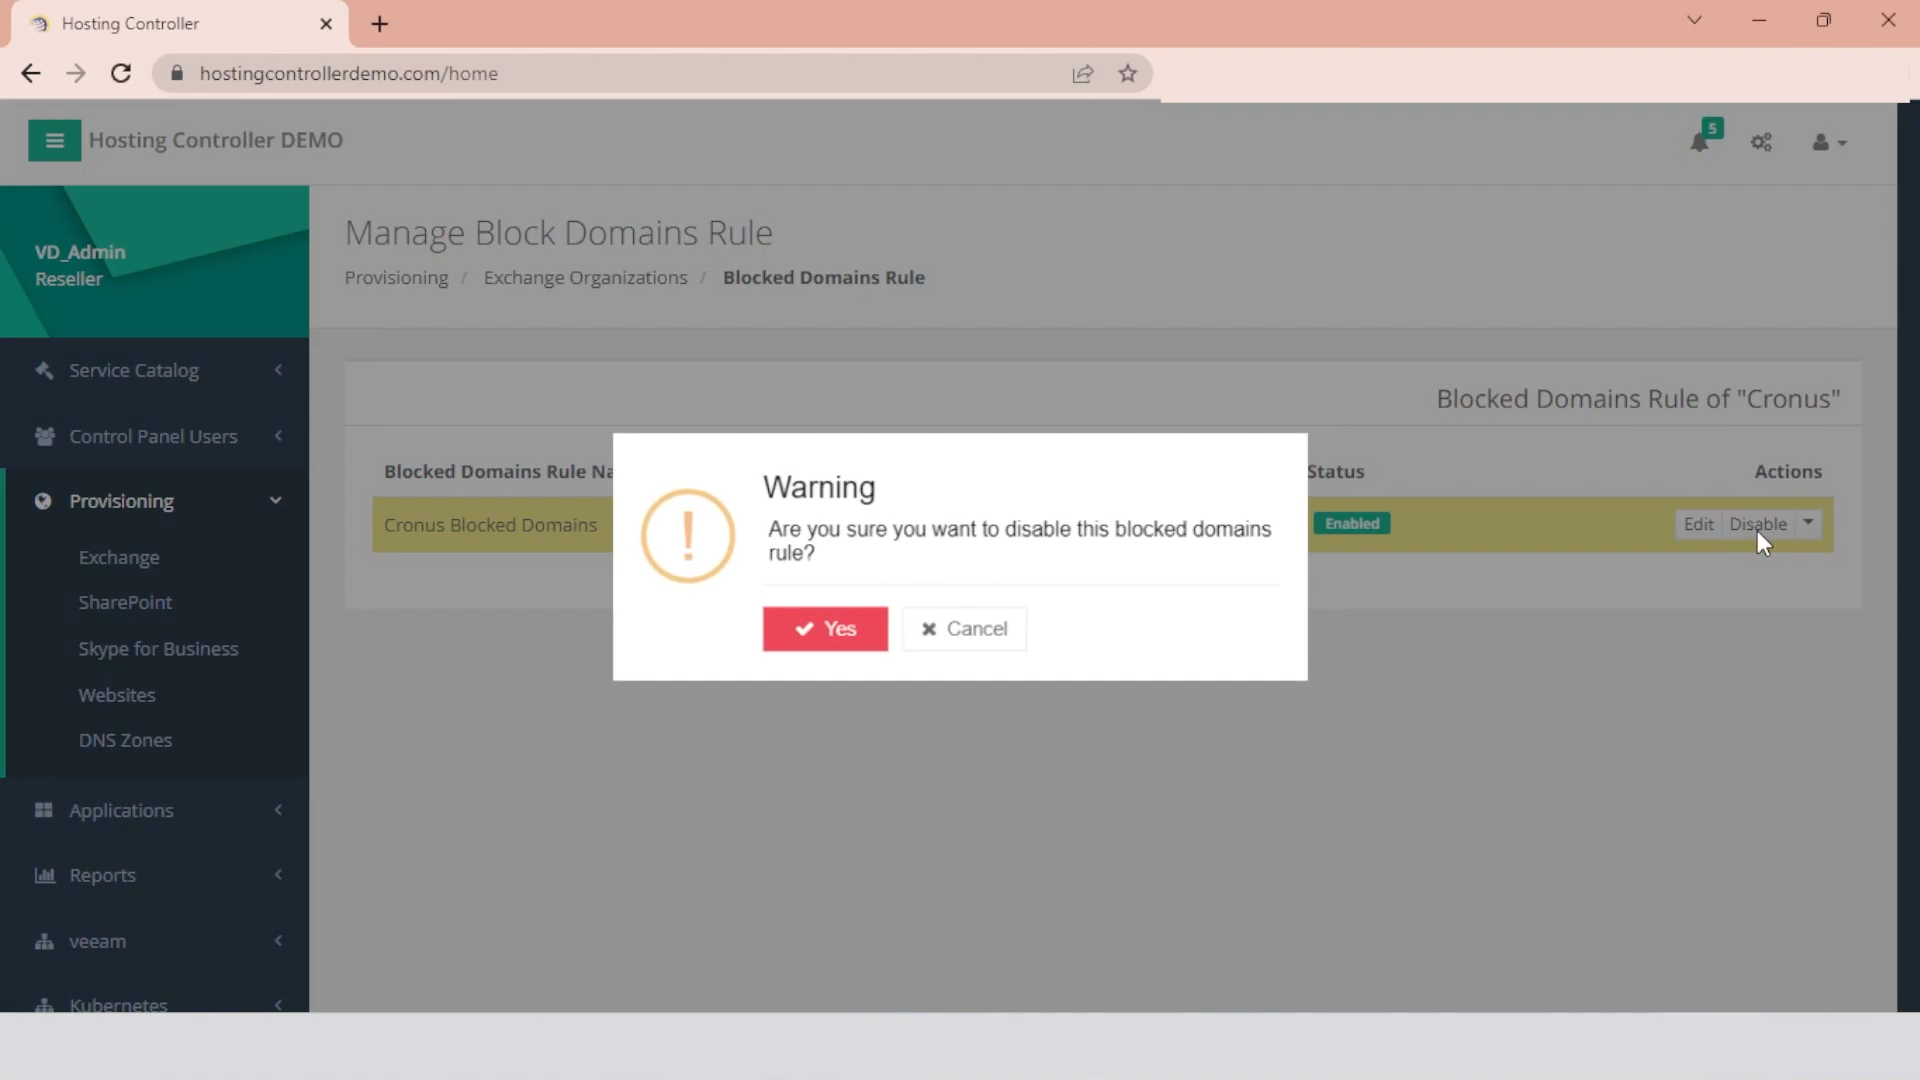 Hosting Controller
hostingcontrollerdemo.com/home
Hosting Controller DEMO
5
VD_Admin
Reseller
Manage Block Domains Rule
Provisioning / Exchange Organizations / Blocked Domains Rule
Service Catalog
Control Panel Users
Provisioning
Exchange
SharePoint
Skype for Business
Websites
DNS Zones
Applications
Reports
veeam
Kubernetes
Blocked Domains Rule of "Cronus"
Blocked Domains Rule Na
Status
Actions
Cronus Blocked Domains
Enabled
Edit Disable
Warning
Are you sure you want to disable this blocked domains
rule?
Yes
Cancel